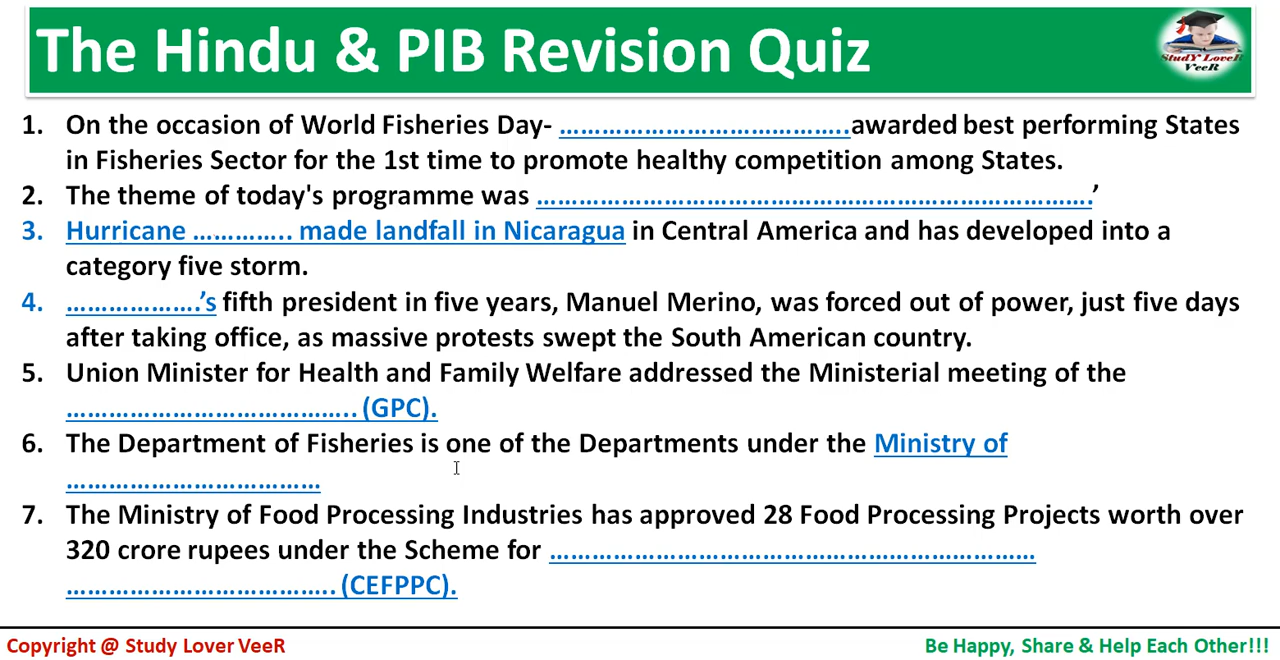 The Hindu & PIB Revision Quiz
StudY LoveR
VeeR
1. On the occasion of World Fisheries Day- …………………………………..awarded best performing States
in Fisheries Sector for the 1st time to promote healthy competition among States.
2. The theme of today's programme was …………………………………………………………………….’
3. Hurricane ………….. made landfall in Nicaragua in Central America and has developed into a
category five storm.
4. ……………….’s fifth president in five years, Manuel Merino, was forced out of power, just five days
after taking office, as massive protests swept the South American country.
5. Union Minister for Health and Family Welfare addressed the Ministerial meeting of the
………………………………….. (GPC).
6. The Department of Fisheries is one of the Departments under the Ministry of
………………………………
7. The Ministry of Food Processing Industries has approved 28 Food Processing Projects worth over
320 crore rupees under the Scheme for ……………………………………………………………
……………………………….. (CEFPPC).
Copyright @ Study Lover VeeR
Be Happy, Share & Help Each Other!!!